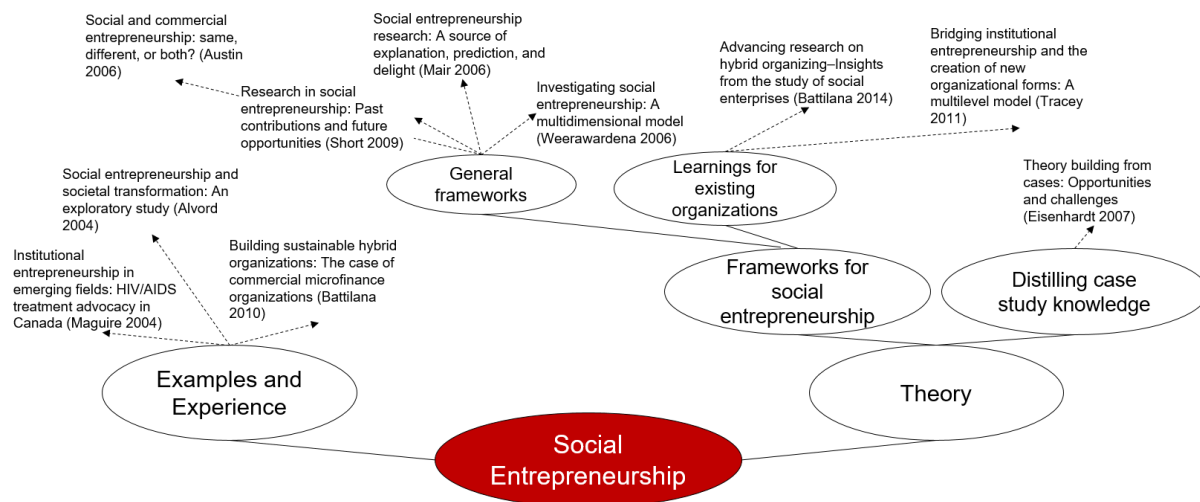 Social and commercial
entrepreneurship: same,
different, or both? (Austin
2006)
Social entrepreneurship
research: A source of
explanation, prediction, and
delight (Mair 2006)
Research in social
entrepreneurship: Past
contributions and future
opportunities (Short 2009)
Investigating social
entrepreneurship: A
multidimensional model
(Weerawardena 2006)
Advancing research on
hybrid organizing–Insights
from the study of social
enterprises (Battilana 2014)
Bridging institutional
entrepreneurship and the
creation of new
organizational forms: A
multilevel model (Tracey
2011)
General
frameworks
Learnings for
existing
organizations
Theory building from
cases: Opportunities
and challenges
(Eisenhardt 2007)
Social entrepreneurship
and societal
transformation: An
exploratory study (Alvord
2004)
Institutional
entrepreneurship in
emerging fields: HIV/AIDS
treatment advocacy in
Canada (Maguire 2004)
Building sustainable hybrid
organizations: The case of
commercial microfinance
organizations (Battilana
2010)
Frameworks for
social
entrepreneurship
Distilling case
study knowledge
Examples and
Experience
Theory
Social
Entrepreneurship